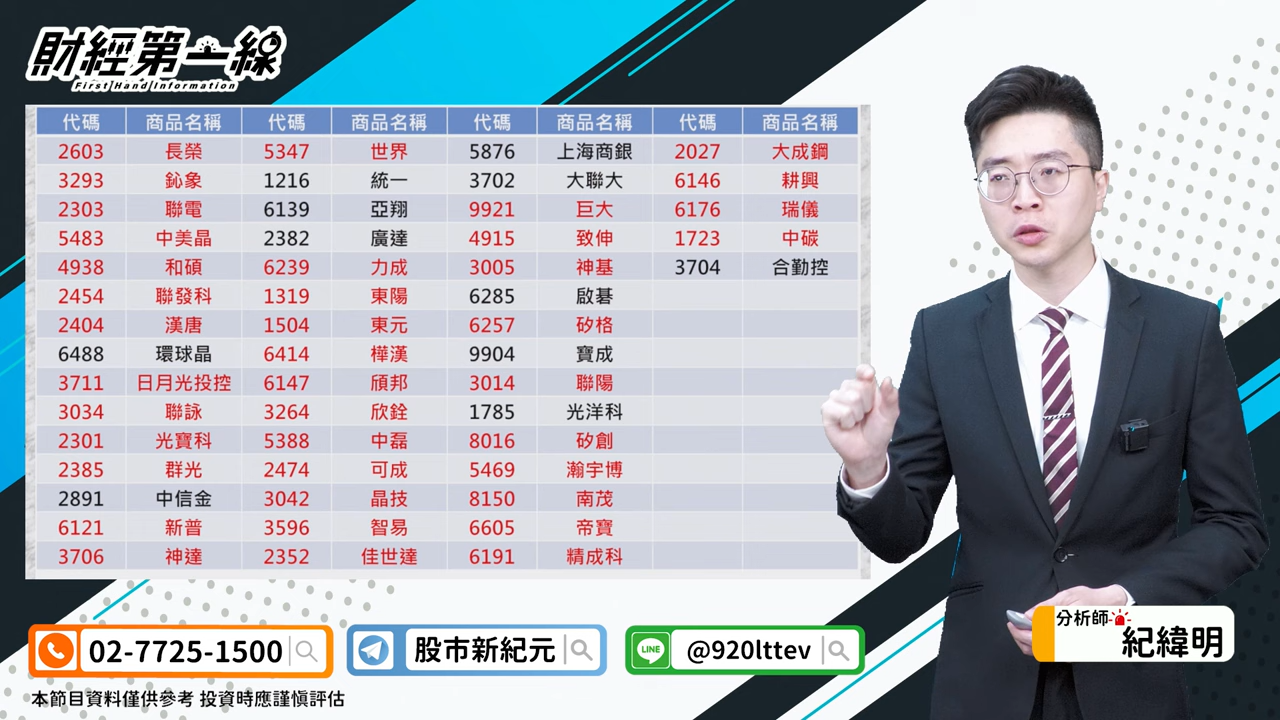 財經第一線
First Hand Information
代碼 商品名稱 代碼 商品名稱 代碼 商品名稱 代碼 商品名稱
2603 長榮 5347 世界 5876 上海商銀 2027 大成鋼
3293 鈊象 1216 統一 3702 大聯大 6146 耕興
2303 聯電 6139 亞翔 9921 巨大 6176 瑞儀
5483 中美晶 2382 廣達 4915 致伸 1723 中碳
4938 和碩 6239 力成 3005 神基 3704 合勤控
2454 聯發科 1319 東陽 6285 啟碁
2404 漢唐 1504 東元 6257 矽格
6488 環球晶 6414 樺漢 9904 寶成
3711 日月光投控 6147 頎邦 3014 聯陽
3034 聯詠 3264 欣銓 1785 光洋科
2301 光寶科 5388 中磊 8016 矽創
2385 群光 2474 可成 5469 瀚宇博
2891 中信金 3042 晶技 8150 南茂
6121 新普 3596 智易 6605 帝寶
3706 神達 2352 佳世達 6191 精成科
分析師
紀緯明
02-7725-1500
股市新紀元
LINE
@920lttev
本節目資料僅供參考 投資時應謹慎評估